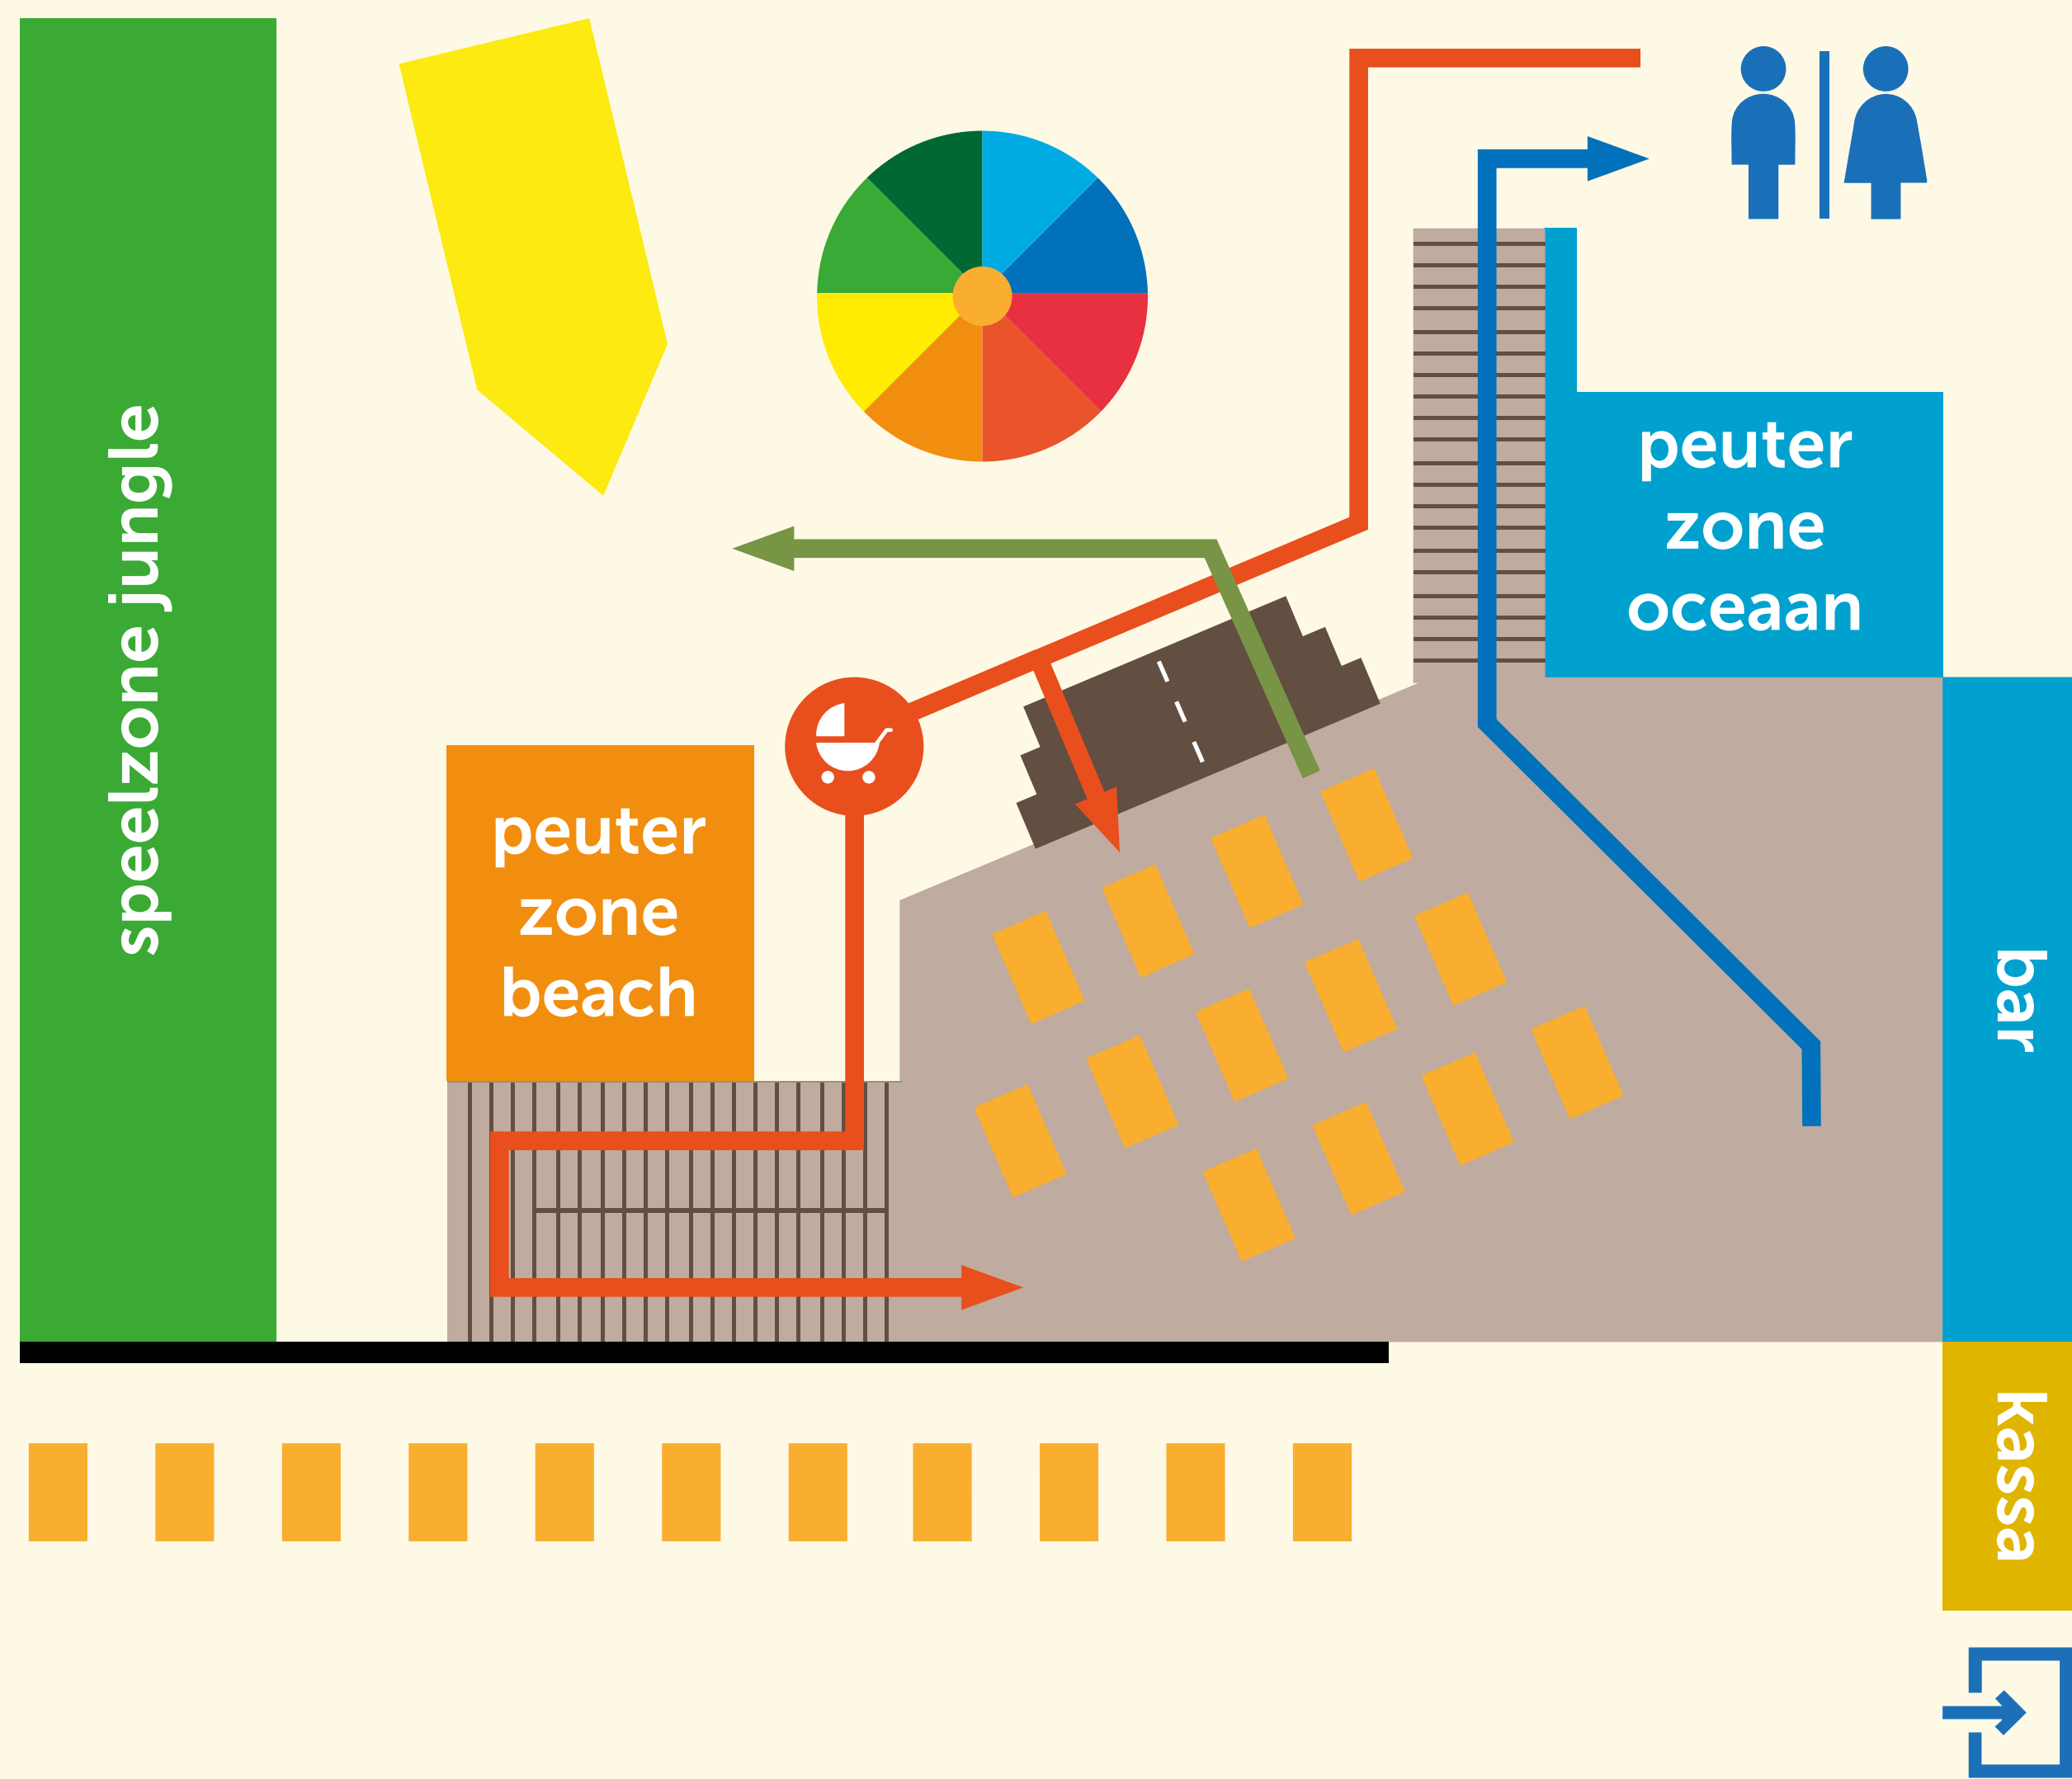 speelzone jungle
peuter
zone
oceaan
peuter
zone
beach
bar
kassa